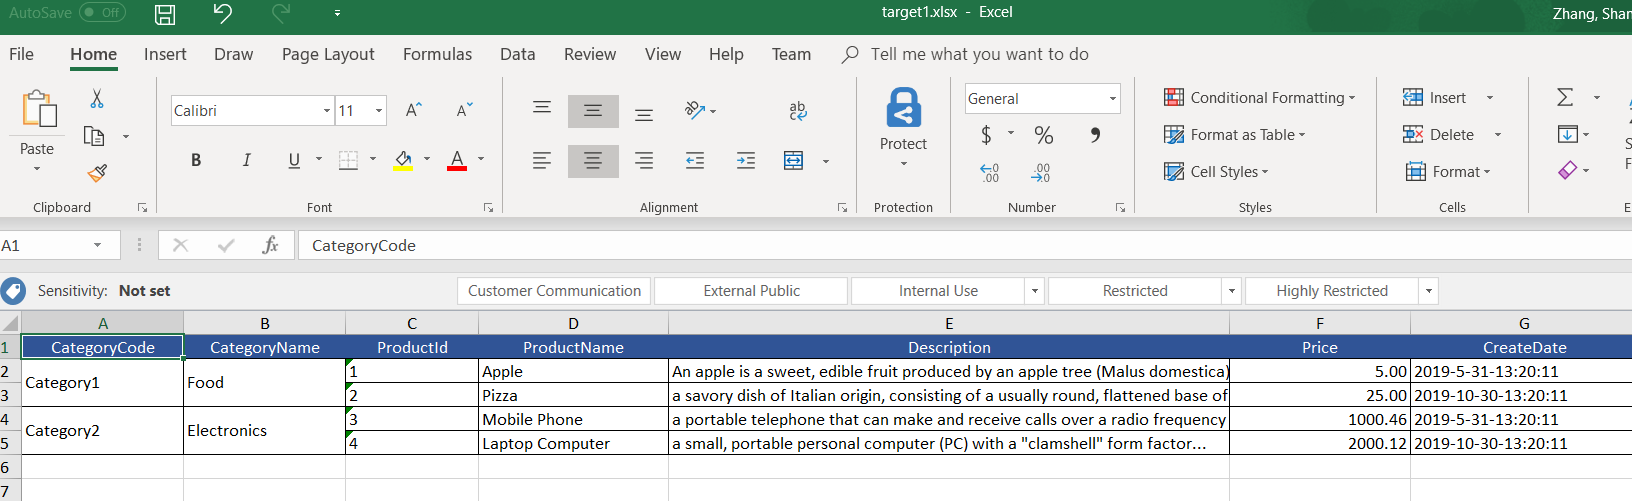 AutoSave Off target1.xlsx - Excel Zhang, Shan
File Home Insert Draw Page Layout Formulas Data Review View Help Team Tell me what you want to do
Paste Calibri 11 A A ab Protect General Conditional Formatting Insert Σ
B I U A $ % , Format as Table Delete
←0 .00 .00 →0 Cell Styles Format
Clipboard Font Alignment Protection Number Styles Cells E
A1 fx CategoryCode
Sensitivity: Not set Customer Communication External Public Internal Use Restricted Highly Restricted
A B C D E F G
1 CategoryCode CategoryName ProductId ProductName Description Price CreateDate
2 Category1 Food 1 Apple An apple is a sweet, edible fruit produced by an apple tree (Malus domestica) 5.00 2019-5-31-13:20:11
3 2 Pizza a savory dish of Italian origin, consisting of a usually round, flattened base of 25.00 2019-10-30-13:20:11
4 Category2 Electronics 3 Mobile Phone a portable telephone that can make and receive calls over a radio frequency 1000.46 2019-5-31-13:20:11
5 4 Laptop Computer a small, portable personal computer (PC) with a "clamshell" form factor... 2000.12 2019-10-30-13:20:11
6
7